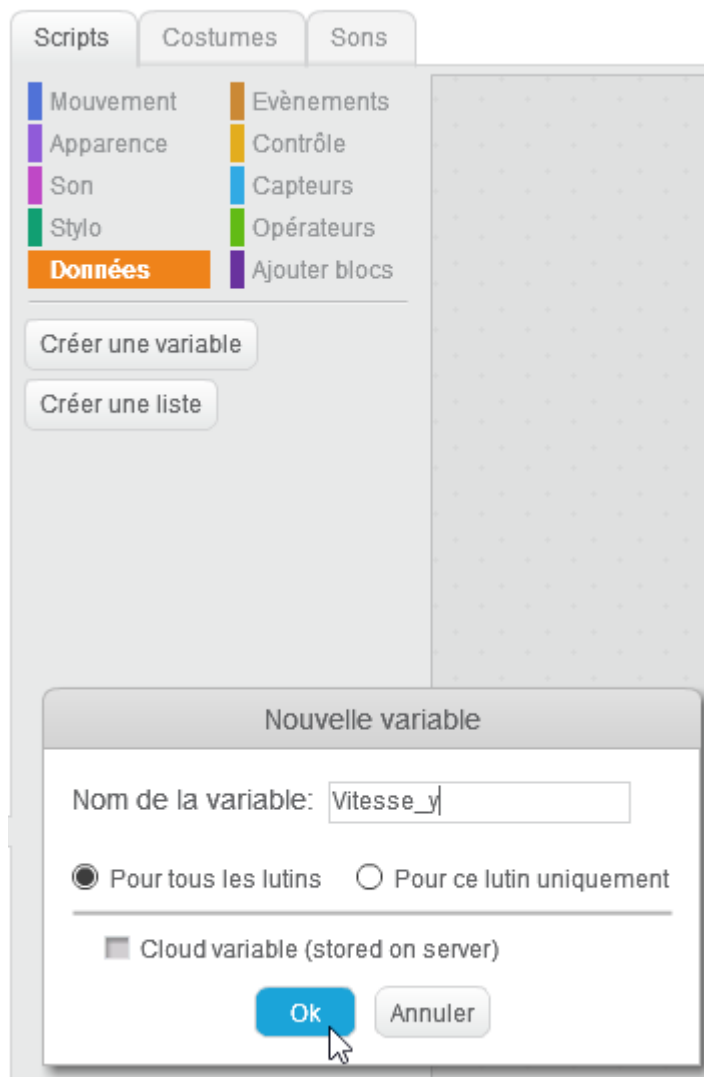 Scripts Costumes Sons
Mouvement Evènements
Apparence Contrôle
Son Capteurs
Stylo Opérateurs
Données Ajouter blocs
Créer une variable
Créer une liste
Nouvelle variable
Nom de la variable: Vitesse_y
Pour tous les lutins Pour ce lutin uniquement
Cloud variable (stored on server)
Ok Annuler